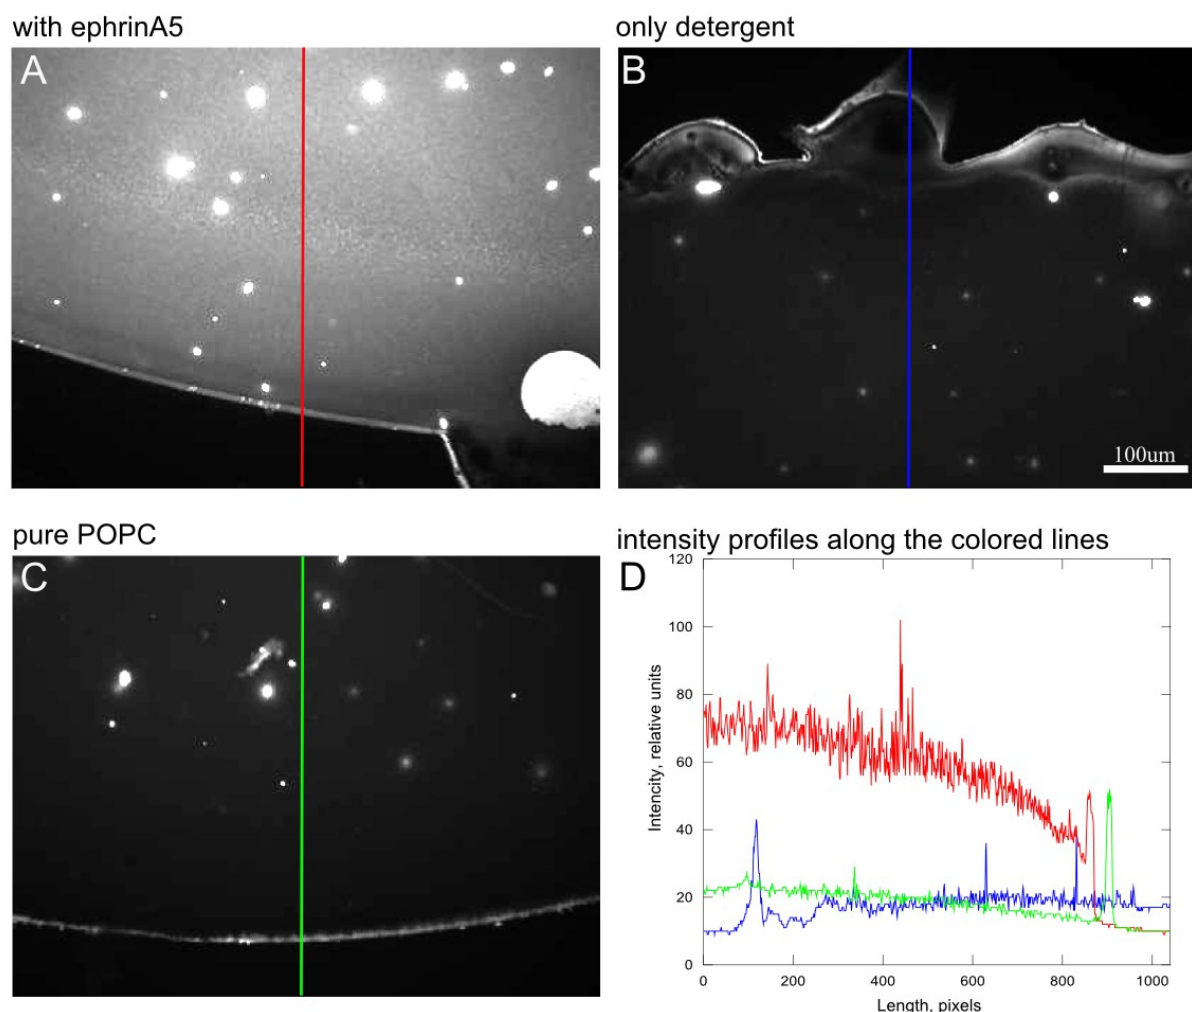 with ephrinA5
only detergent
A
B
100um
pure POPC
intensity profiles along the colored lines
C
D
120
100
80
60
40
20
0
Intencity, relative units
0
200
400
600
800
1000
Length, pixels